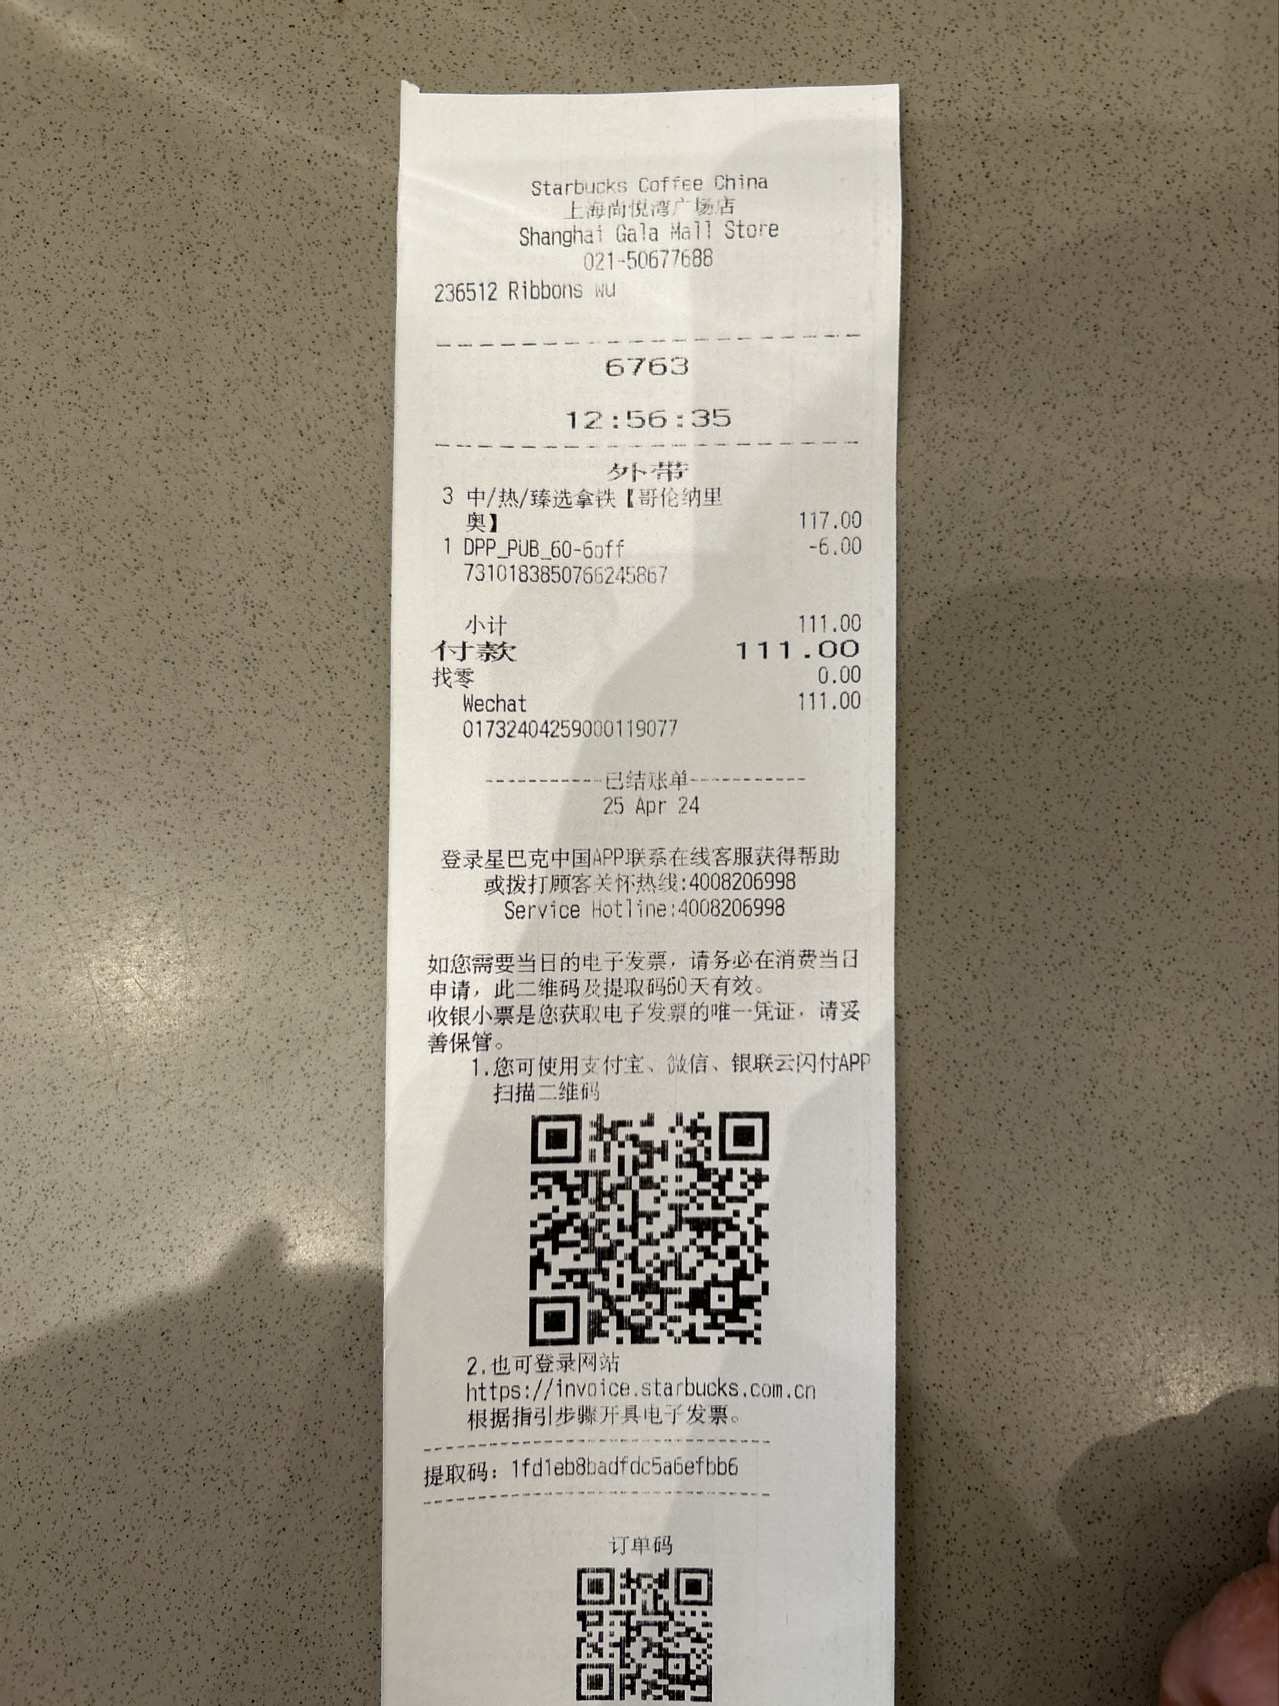 Starbucks Coffee China
上海尚悦湾广场店
Shanghai Gala Mall Store
021-50677688
236512 Ribbons Wu
6763
12:56:35
外带
3 中/热/臻选拿铁【哥伦纳里
奥】 117.00
1 DPP_PUB_60-6off -6.00
7310183850766245867
小计 111.00
付款 111.00
找零 0.00
Wechat 111.00
01732404259000119077
-----------已结账单-----------
25 Apr 24
登录星巴克中国APP联系在线客服获得帮助
或拨打顾客关怀热线:4008206998
Service Hotline:4008206998
如您需要当日的电子发票，请务必在消费当日
申请，此二维码及提取码60天有效。
收银小票是您获取电子发票的唯一凭证，请妥
善保管。
1.您可使用支付宝、微信、银联云闪付APP
扫描二维码
2.也可登录网站
https://invoice.starbucks.com.cn
根据指引步骤开具电子发票。
提取码：1fd1eb8badfdc5a6efbb6
订单码